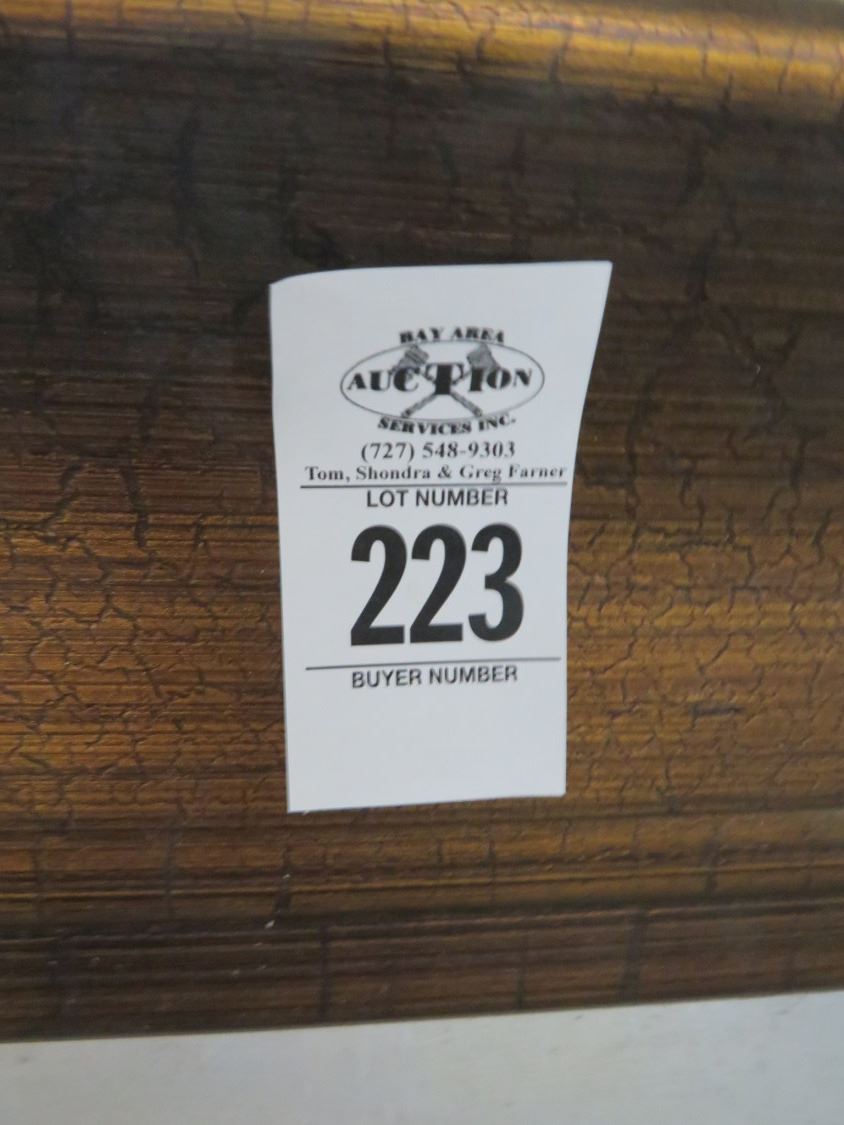 BAY AREA
AUCTION
SERVICES INC.
(727) 548-9303
Tom, Shondra & Greg Farner
LOT NUMBER
223
BUYER NUMBER